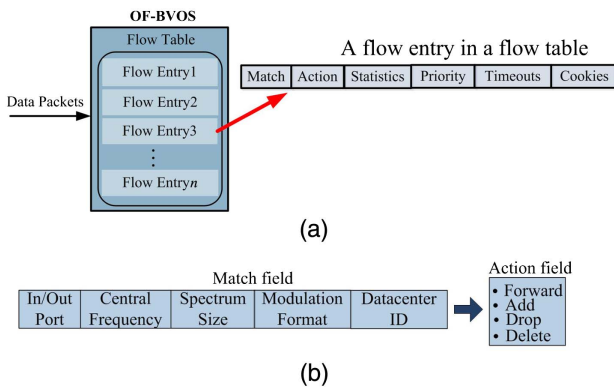 OF-BVOS
Flow Table
Flow Entry1
Flow Entry2
Flow Entry3
Flow Entryn
Data Packets
A flow entry in a flow table
Match Action Statistics Priority Timeouts Cookies
(a)
Match field
In/Out Port
Central Frequency
Spectrum Size
Modulation Format
Datacenter ID
Action field
• Forward
• Add
• Drop
• Delete
(b)